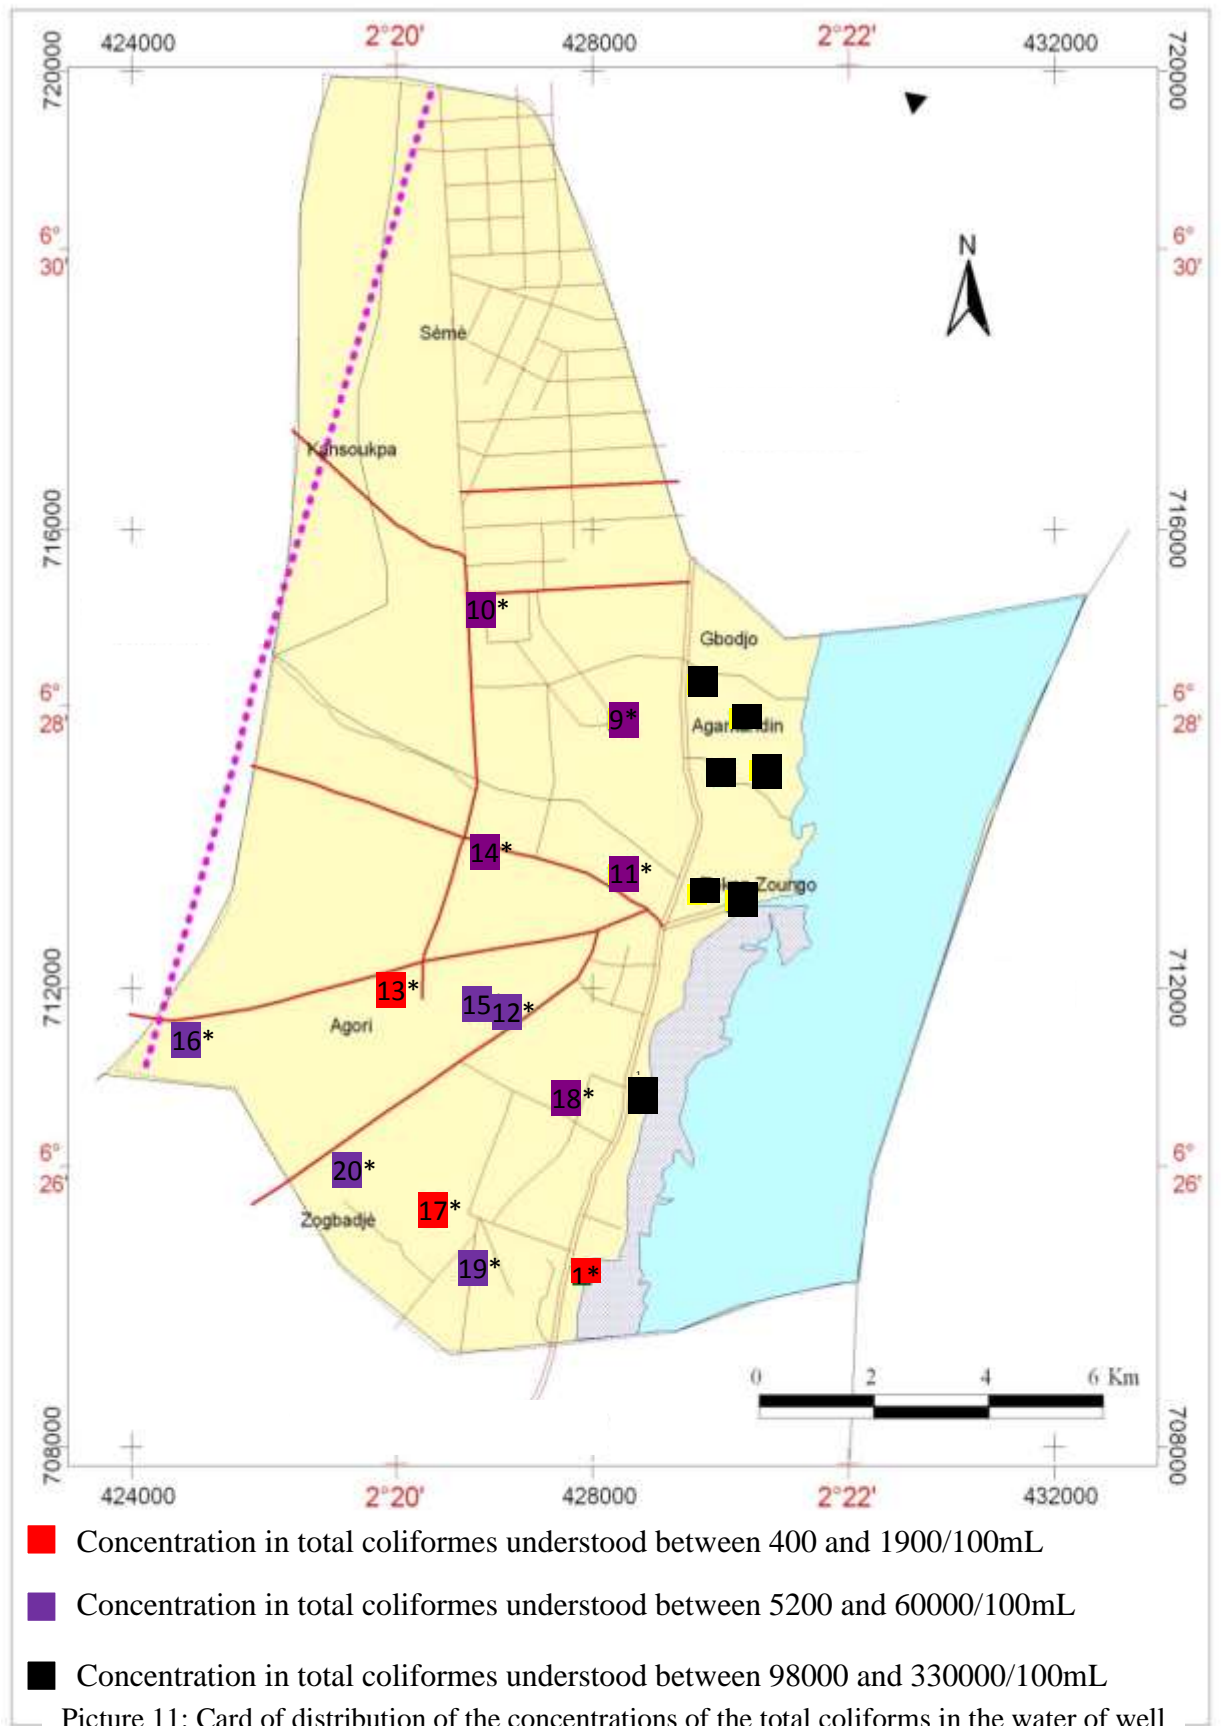 424000 2°20' 428000 2°22' 432000
720000 720000
N
6° 30' 6° 30'
Sèmè
Kansoukpa
716000 716000
10*
Gbodjo
6° 28' 9* 6° 28'
14*
11*
Zoungo
712000 13* 15 12* 712000
Agori
16*
18*
6° 26' 20* 6° 26'
17*
Zogbadjè
19* 1*
0 2 4 6 Km
708000 708000
424000 2°20' 428000 2°22' 432000
Concentration in total coliformes understood between 400 and 1900/100mL
Concentration in total coliformes understood between 5200 and 60000/100mL
Concentration in total coliformes understood between 98000 and 330000/100mL
Picture 11: Card of distribution of the concentrations of the total coliforms in the water of well